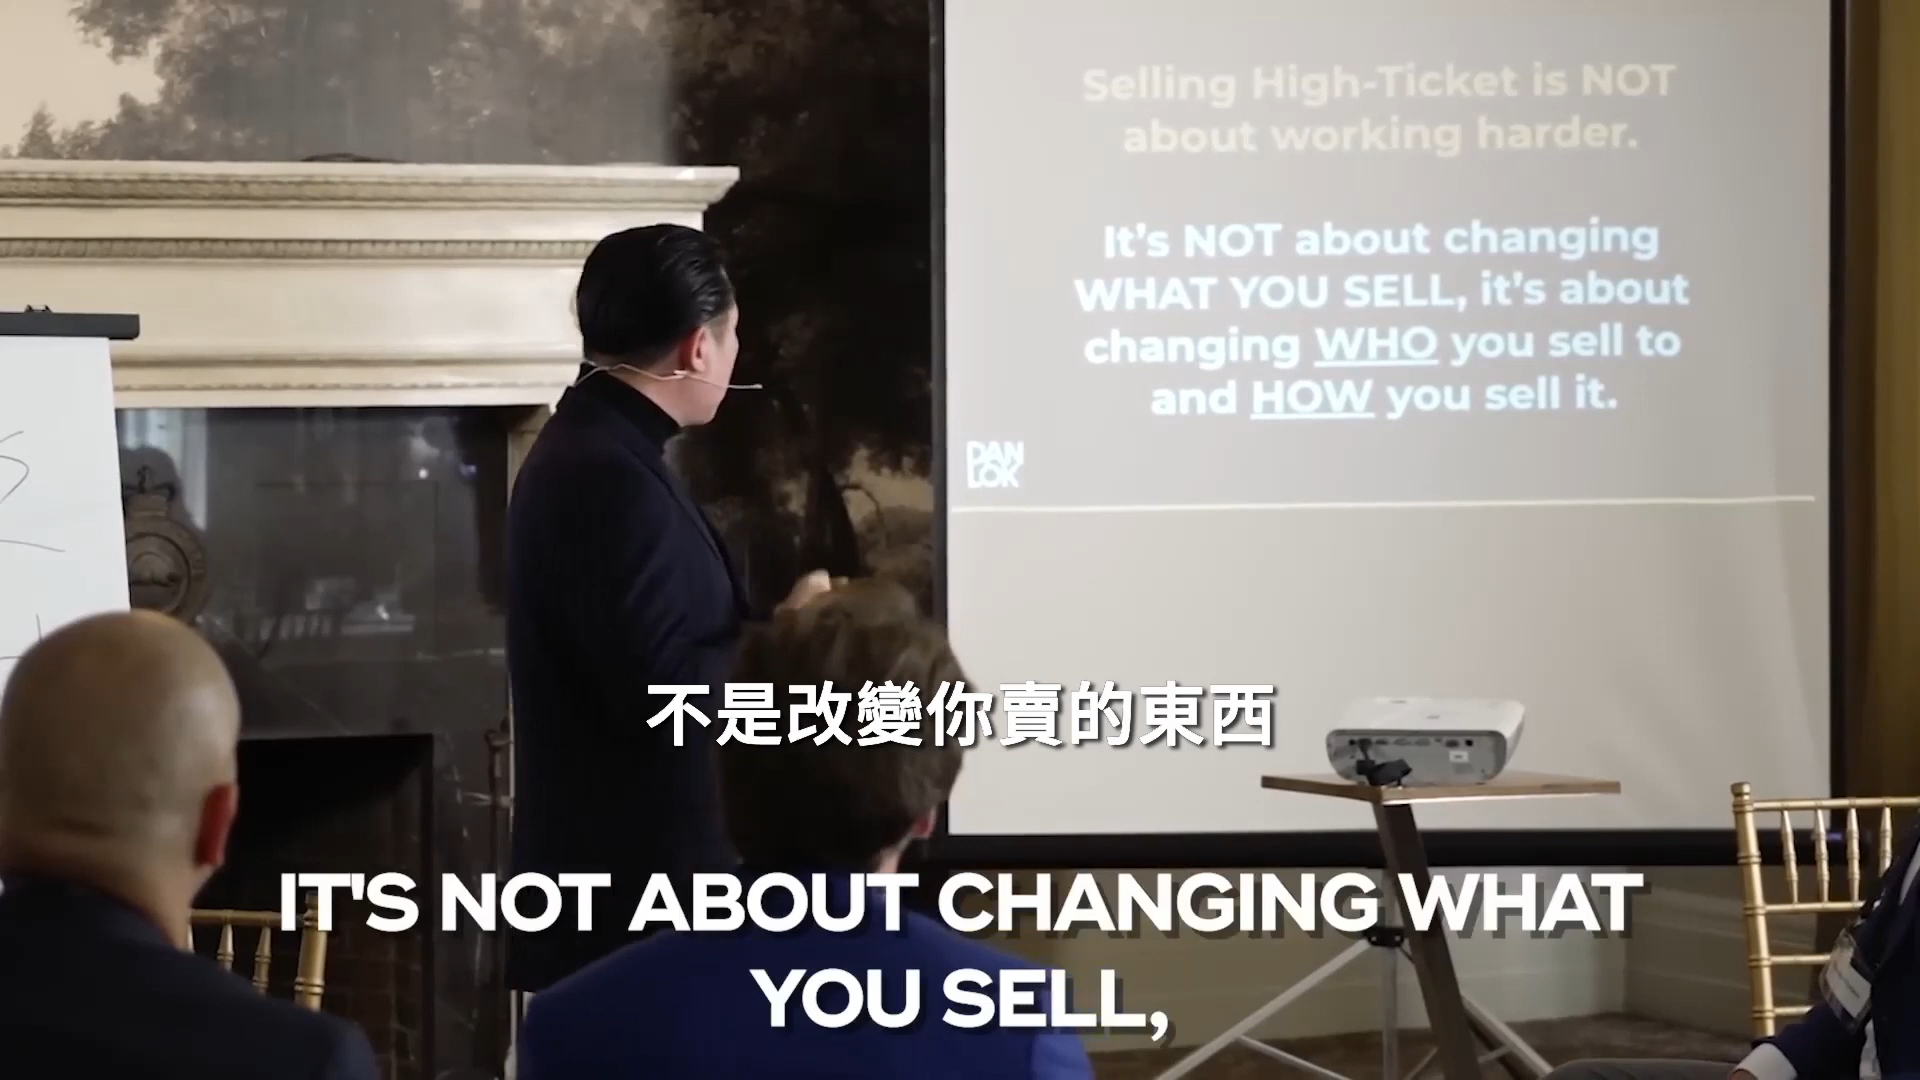 Selling High-Ticket is NOT
about working harder.
It's NOT about changing
WHAT YOU SELL, it's about
changing WHO you sell to
and HOW you sell it.
DAN
LOK
不是改變你賣的東西
IT'S NOT ABOUT CHANGING WHAT
YOU SELL,